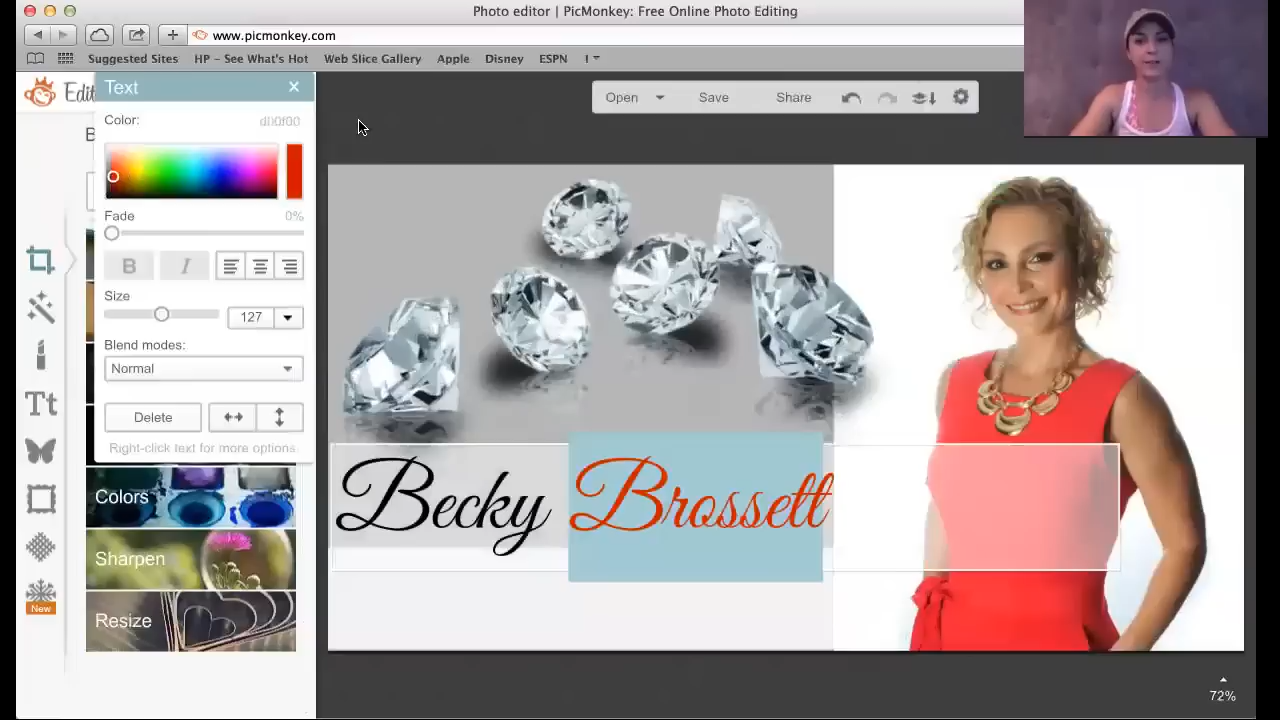 Photo editor | PicMonkey: Free Online Photo Editing
www.picmonkey.com
Suggested Sites HP - See What's Hot Web Slice Gallery Apple Disney ESPN
Text
Open Save Share
Color:
Fade 0%
B I
Size
127
Blend modes:
Normal
Delete
Right-click text for more options.
Becky Brossett
Tt
Colors
Sharpen
New
Resize
72%